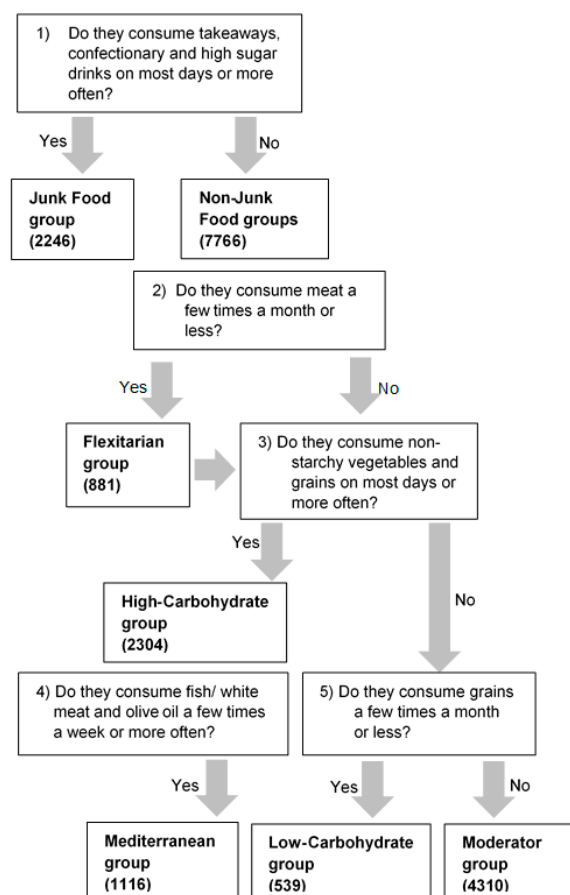 1) Do they consume takeaways,
confectionary and high sugar
drinks on most days or more
often?
Yes
No
Junk Food
group
(2246)
Non-Junk
Food groups
(7766)
2) Do they consume meat a
few times a month or
less?
Yes
No
Flexitarian
group
(881)
3) Do they consume non-
starchy vegetables and
grains on most days or
more often?
Yes
No
High-Carbohydrate
group
(2304)
4) Do they consume fish/ white
meat and olive oil a few times
a week or more often?
5) Do they consume grains
a few times a month
or less?
Yes
Yes
No
Mediterranean
group
(1116)
Low-Carbohydrate
group
(539)
Moderator
group
(4310)